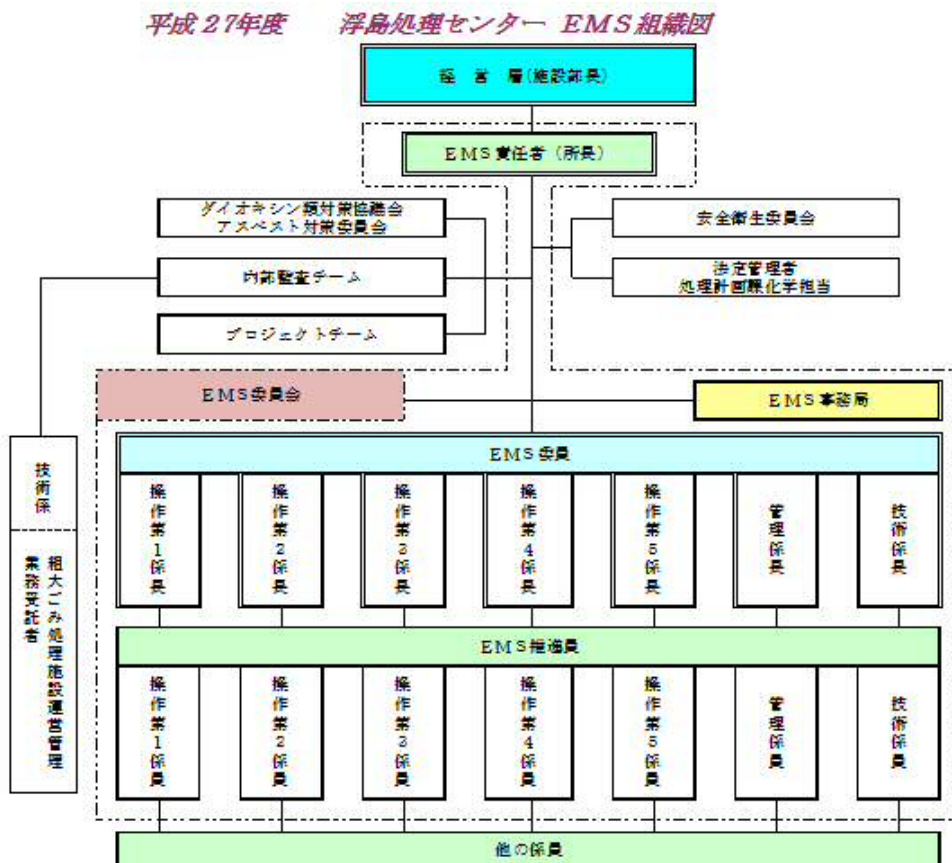 平成27年度　浮島処理センター EMS組織図
経 営 層(施設部長)
EMS責任者（所長）
ダイオキシン類対策協議会
アスベスト対策委員会
安全衛生委員会
内部監査チーム
法定管理者
処理計画課化学担当
プロジェクトチーム
EMS委員会
EMS事務局
EMS委員
操作第1係長
操作第2係長
操作第3係長
操作第4係長
操作第5係長
管理係長
技術係長
技術係
粗大ごみ処理施設運営管理
業務受託者
EMS推進員
操作第1係員
操作第2係員
操作第3係員
操作第4係員
操作第5係員
管理係員
技術係員
他の係員